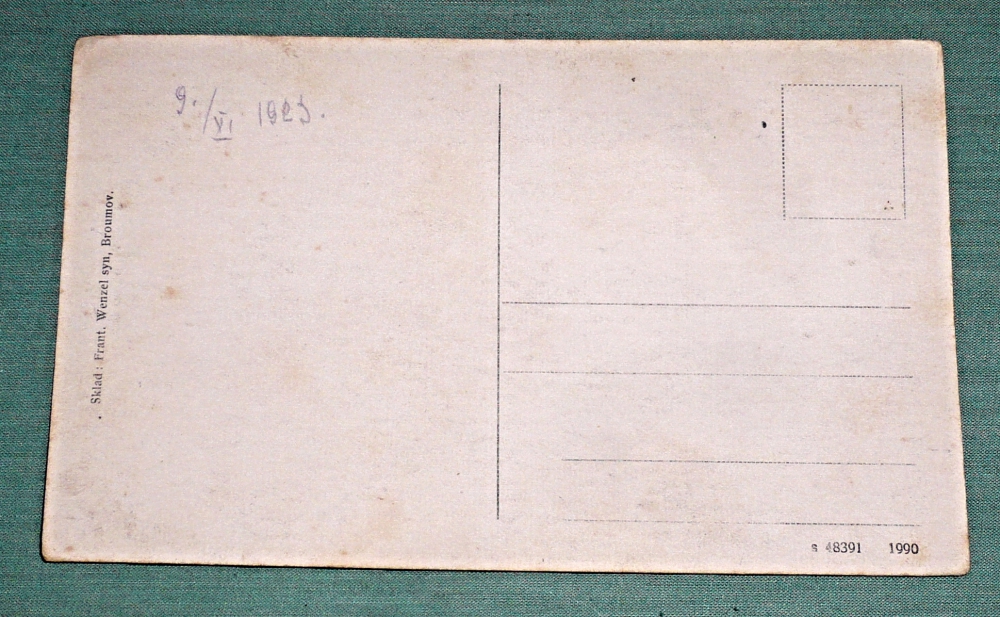 9./VI 1923.
Sklad: Frant. Wenzel syn, Broumov.
s 48391 1990